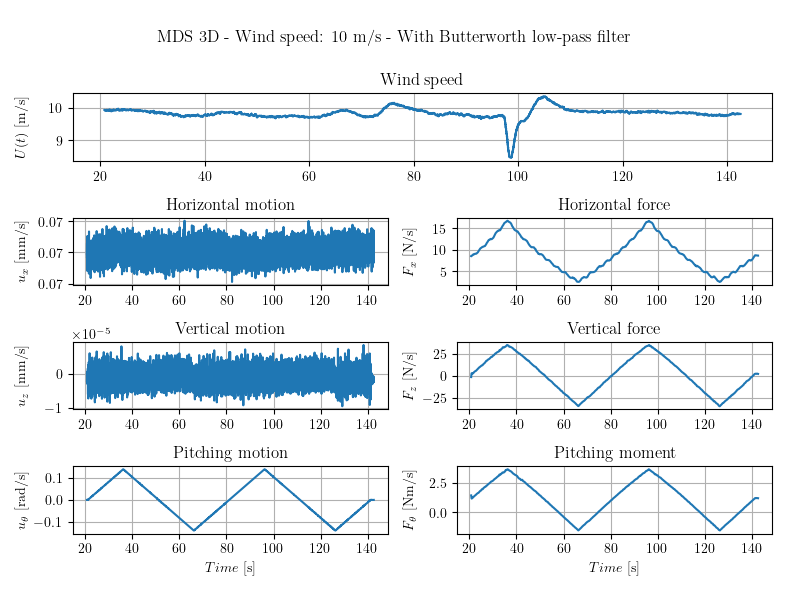 MDS 3D - Wind speed: 10 m/s - With Butterworth low-pass filter
Wind speed
U(t) [m/s]
10
9
20 40 60 80 100 120 140
Horizontal motion
u_x [mm/s]
0.07
0.07
0.07
20 40 60 80 100 120 140
Horizontal force
F_x [N/s]
15
10
5
20 40 60 80 100 120 140
Vertical motion
×10⁻⁵
u_z [mm/s]
0
−1
20 40 60 80 100 120 140
Vertical force
F_z [N/s]
25
0
−25
20 40 60 80 100 120 140
Pitching motion
u_θ [rad/s]
0.1
0.0
−0.1
20 40 60 80 100 120 140
Time [s]
Pitching moment
F_θ [Nm/s]
2.5
0.0
20 40 60 80 100 120 140
Time [s]